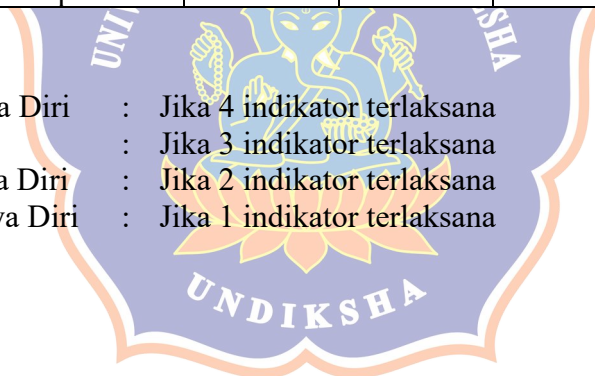 a Diri : Jika 4 indikator terlaksana
: Jika 3 indikator terlaksana
a Diri : Jika 2 indikator terlaksana
ya Diri : Jika 1 indikator terlaksana
UNDIKSHA